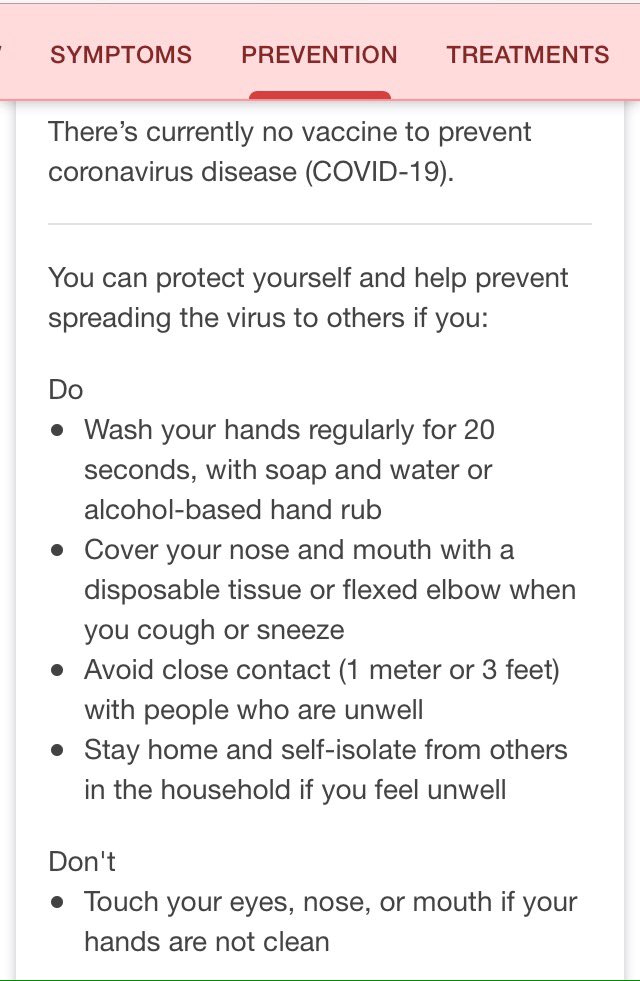 SYMPTOMS PREVENTION TREATMENTS
There’s currently no vaccine to prevent
coronavirus disease (COVID-19).
You can protect yourself and help prevent
spreading the virus to others if you:
Do
• Wash your hands regularly for 20
seconds, with soap and water or
alcohol-based hand rub
• Cover your nose and mouth with a
disposable tissue or flexed elbow when
you cough or sneeze
• Avoid close contact (1 meter or 3 feet)
with people who are unwell
• Stay home and self-isolate from others
in the household if you feel unwell
Don't
• Touch your eyes, nose, or mouth if your
hands are not clean